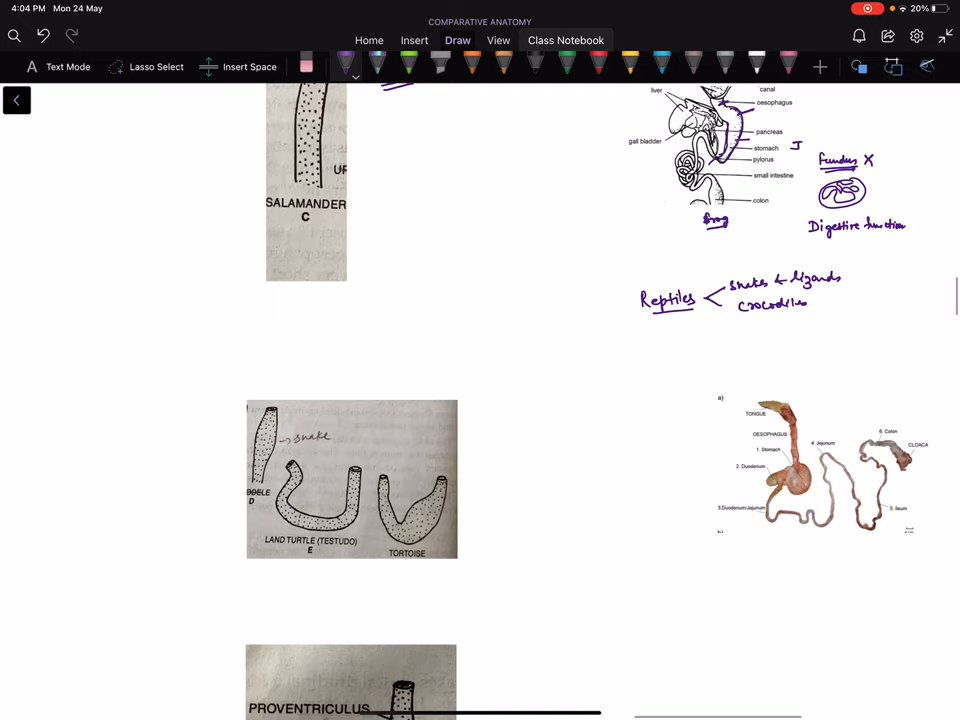 4:04 PM Mon 24 May
COMPARATIVE ANATOMY
20%
Home Insert Draw View Class Notebook
Text Mode Lasso Select Insert Space
UP
SALAMANDER
C
liver
canal
oesophagus
gall bladder
pancreas
stomach
J
pylorus
small intestine
colon
frog
Fundus X
Digestive function
Reptiles
snakes & lizards
crocodiles
snake
D
LAND TURTLE (TESTUDO)
E
TORTOISE
a)
TONGUE
OESOPHAGUS
1. Stomach
2. Duodenum
3.Duodenum/Jejunum
4. Jejunum
5. Ileum
6. Colon
CLOACA
PROVENTRICULUS